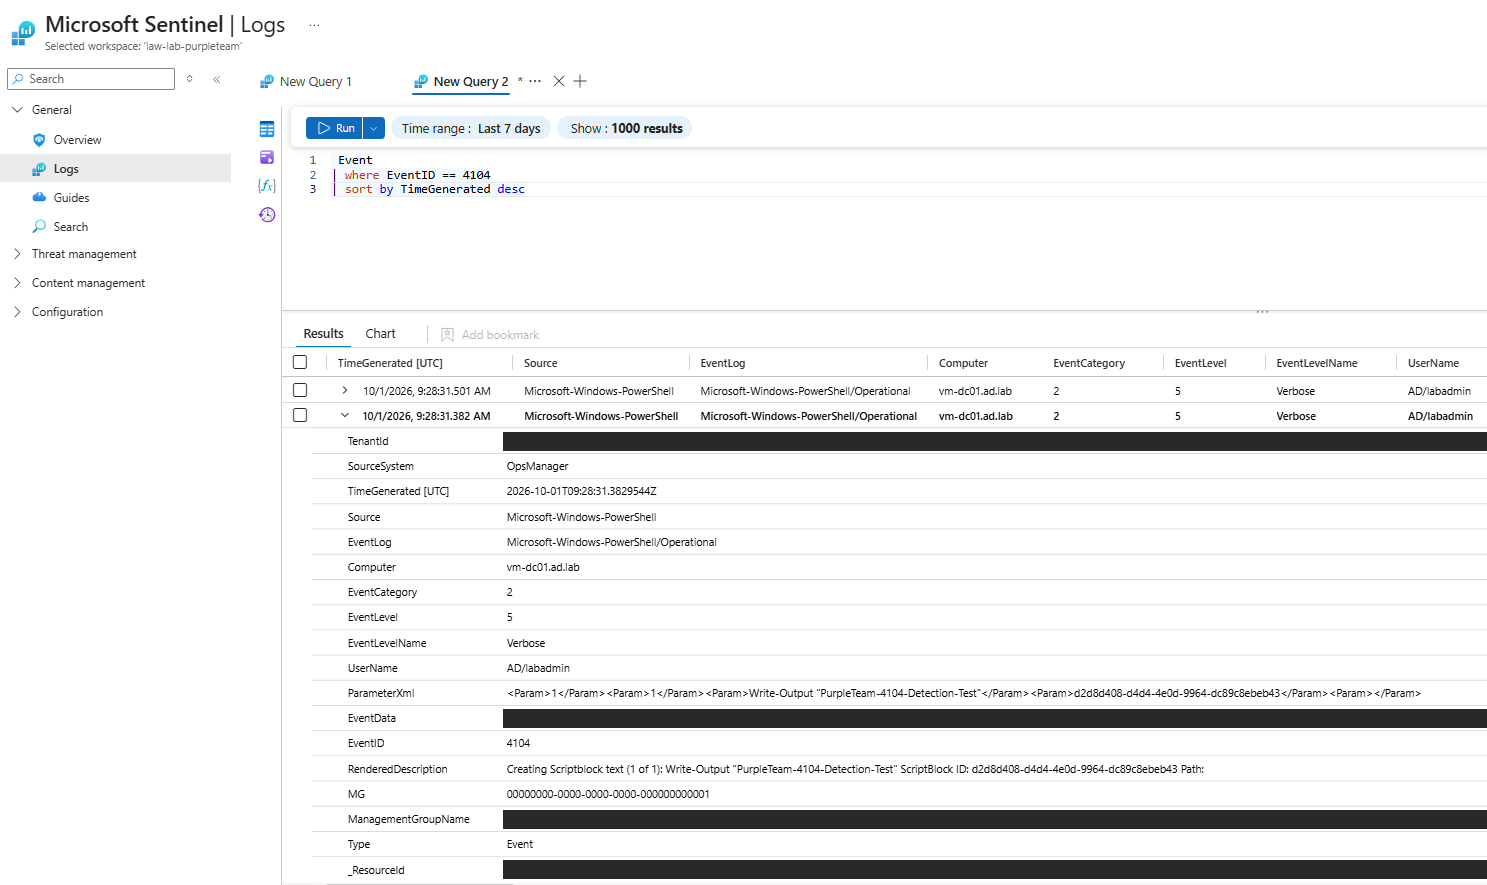 Microsoft Sentinel | Logs ...
Selected workspace: 'law-lab-purpleteam'
Search
General
Overview
Logs
Guides
Search
Threat management
Content management
Configuration
New Query 1
New Query 2 * ...
Run
Time range : Last 7 days
Show : 1000 results
1 Event
2 | where EventID == 4104
3 | sort by TimeGenerated desc
Results Chart Add bookmark
TimeGenerated [UTC] Source EventLog Computer EventCategory EventLevel EventLevelName UserName
10/1/2026, 9:28:31.501 AM Microsoft-Windows-PowerShell Microsoft-Windows-PowerShell/Operational vm-dc01.ad.lab 2 5 Verbose AD/labadmin
10/1/2026, 9:28:31.382 AM Microsoft-Windows-PowerShell Microsoft-Windows-PowerShell/Operational vm-dc01.ad.lab 2 5 Verbose AD/labadmin
TenantId
SourceSystem OpsManager
TimeGenerated [UTC] 2026-10-01T09:28:31.3829544Z
Source Microsoft-Windows-PowerShell
EventLog Microsoft-Windows-PowerShell/Operational
Computer vm-dc01.ad.lab
EventCategory 2
EventLevel 5
EventLevelName Verbose
UserName AD/labadmin
ParameterXml <Param>1</Param><Param>1</Param><Param>Write-Output "PurpleTeam-4104-Detection-Test"</Param><Param>d2d8d408-d4d4-4e0d-9964-dc89c8ebeb43</Param><Param></Param>
EventData
EventID 4104
RenderedDescription Creating Scriptblock text (1 of 1): Write-Output "PurpleTeam-4104-Detection-Test" ScriptBlock ID: d2d8d408-d4d4-4e0d-9964-dc89c8ebeb43 Path:
MG 00000000-0000-0000-0000-000000000001
ManagementGroupName
Type Event
_ResourceId